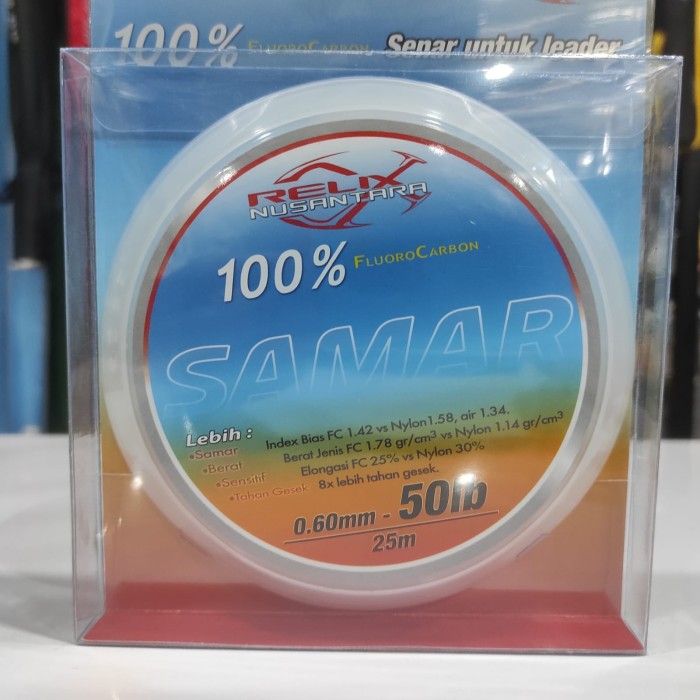 100% FLUOROCARBON Senar untuk leader
RELIX
NUSANTARA
100% FLUOROCARBON
SAMAR
Lebih :
•Samar
•Berat
•Sensitif
•Tahan Gesek
Index Bias FC 1.42 vs Nylon1.58, air 1.34.
Berat Jenis FC 1.78 gr/cm³ vs Nylon 1.14 gr/cm³
Elongasi FC 25% vs Nylon 30%
8x lebih tahan gesek.
0,60mm - 50lb
25m